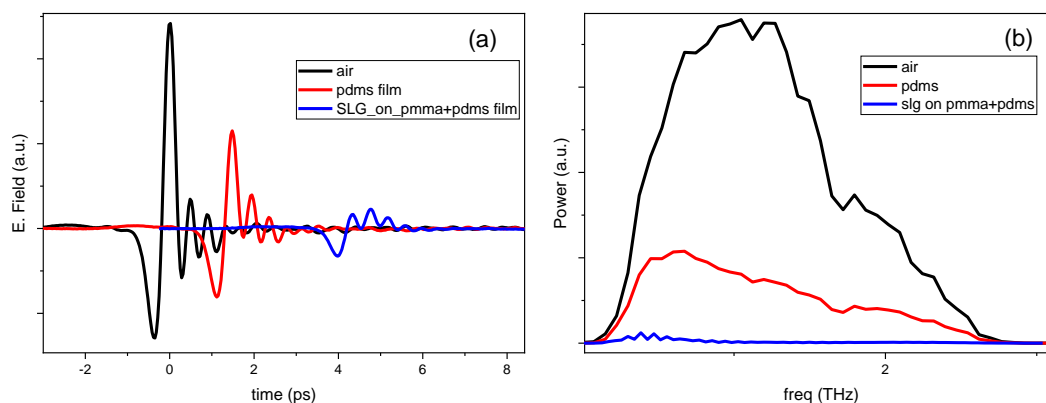 (a)
air
pdms film
SLG_on_pmma+pdms film
E. Field (a.u.)
-2
0
2
4
6
8
time (ps)
(b)
air
pdms
slg on pmma+pdms
Power (a.u.)
2
freq (THz)